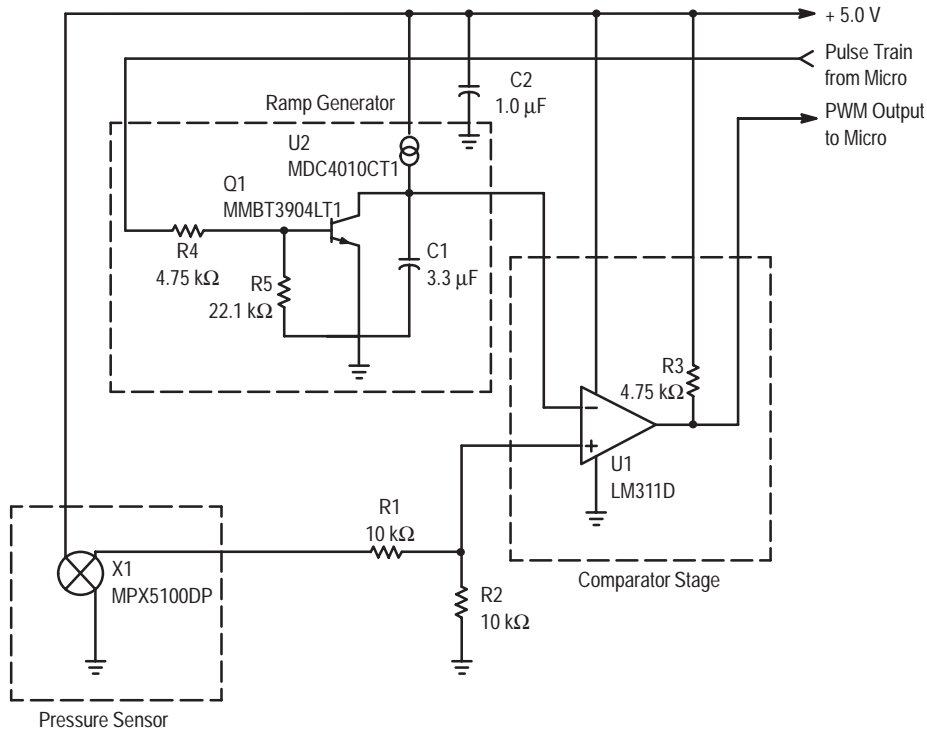 + 5.0 V
Pulse Train
from Micro
C2
1.0 μF
PWM Output
to Micro
Ramp Generator
U2
MDC4010CT1
Q1
MMBT3904LT1
R4
4.75 kΩ
R5
22.1 kΩ
C1
3.3 μF
R3
4.75 kΩ
−
+
U1
LM311D
R1
10 kΩ
X1
MPX5100DP
R2
10 kΩ
Comparator Stage
Pressure Sensor